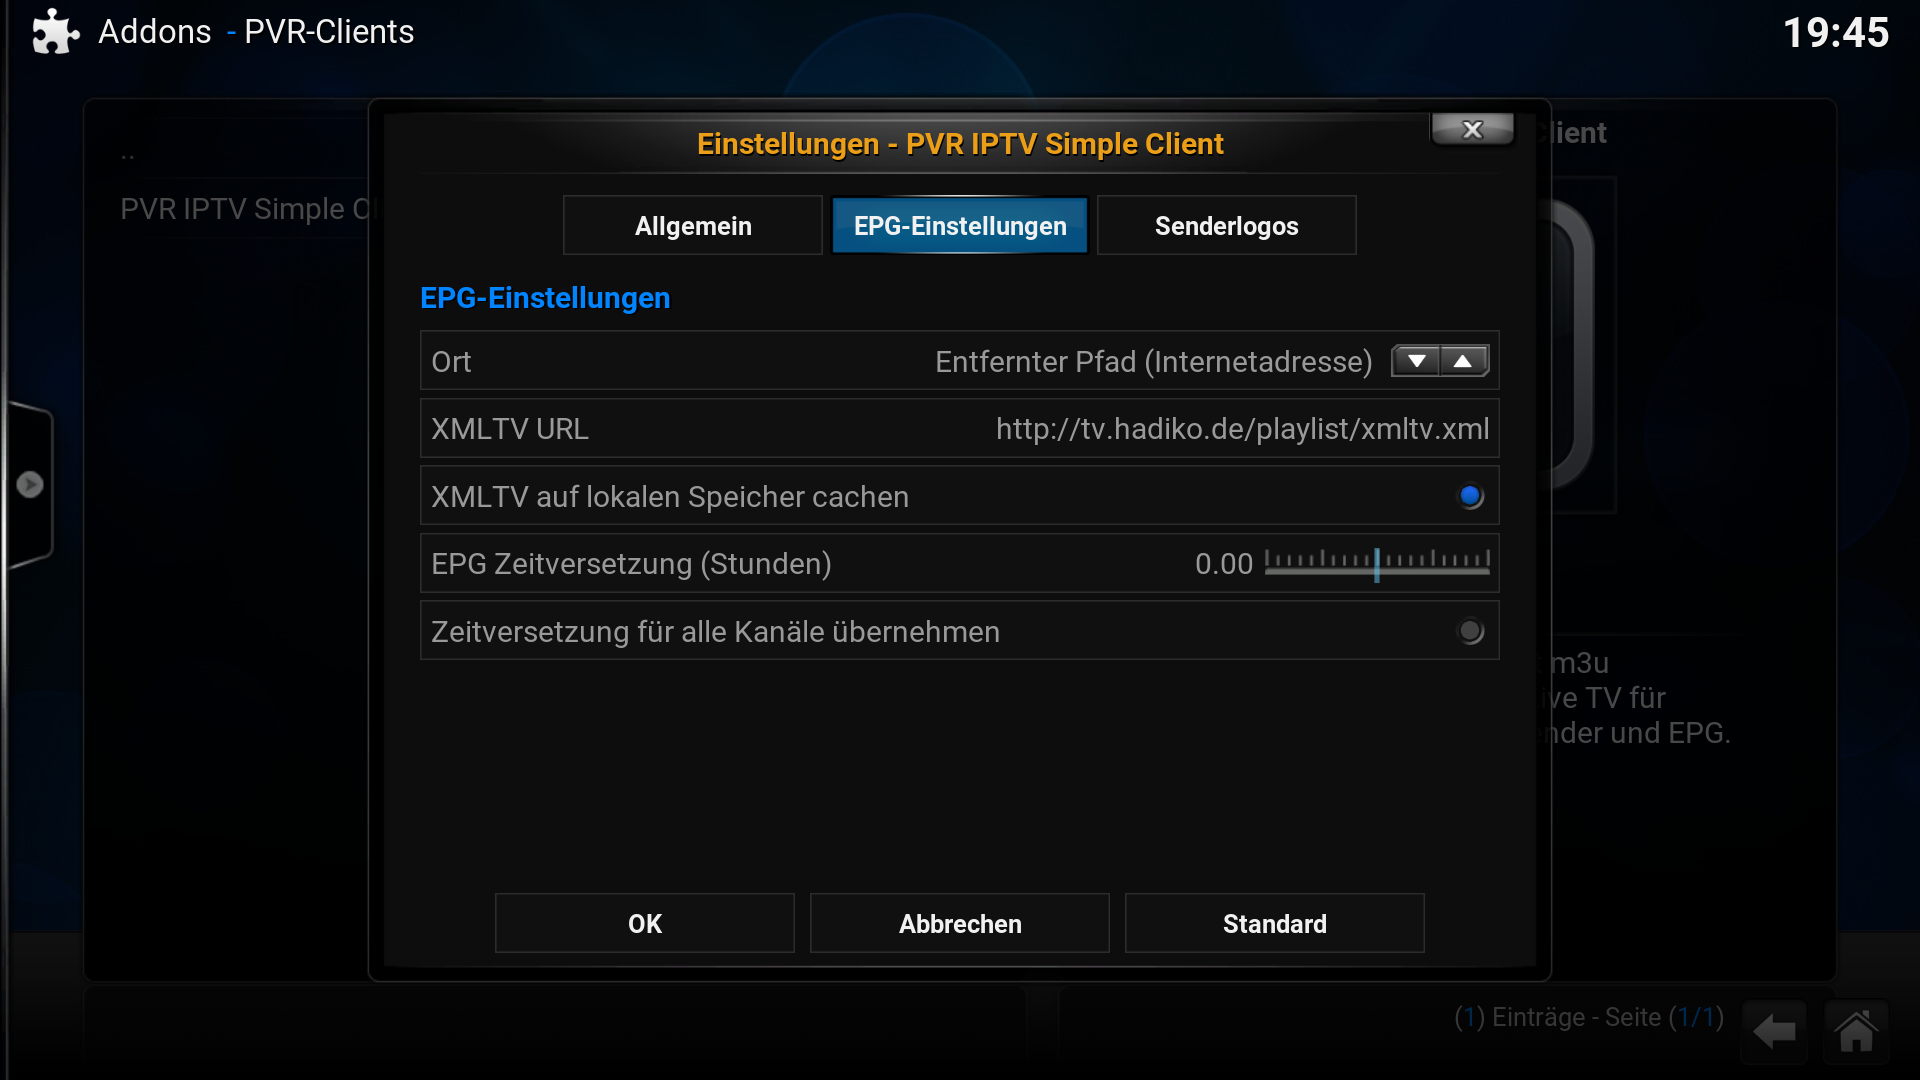 Addons - PVR-Clients
19:45
Einstellungen - PVR IPTV Simple Client
x
Client
..
PVR IPTV Simple
Allgemein
EPG-Einstellungen
Senderlogos
EPG-Einstellungen
Ort
Entfernter Pfad (Internetadresse)
XMLTV URL
http://tv.hadiko.de/playlist/xmltv.xml
XMLTV auf lokalen Speicher cachen
EPG Zeitversetzung (Stunden)
0.00
Zeitversetzung für alle Kanäle übernehmen
m3u
TV für
und EPG.
OK
Abbrechen
Standard
(1) Einträge - Seite (1/1)